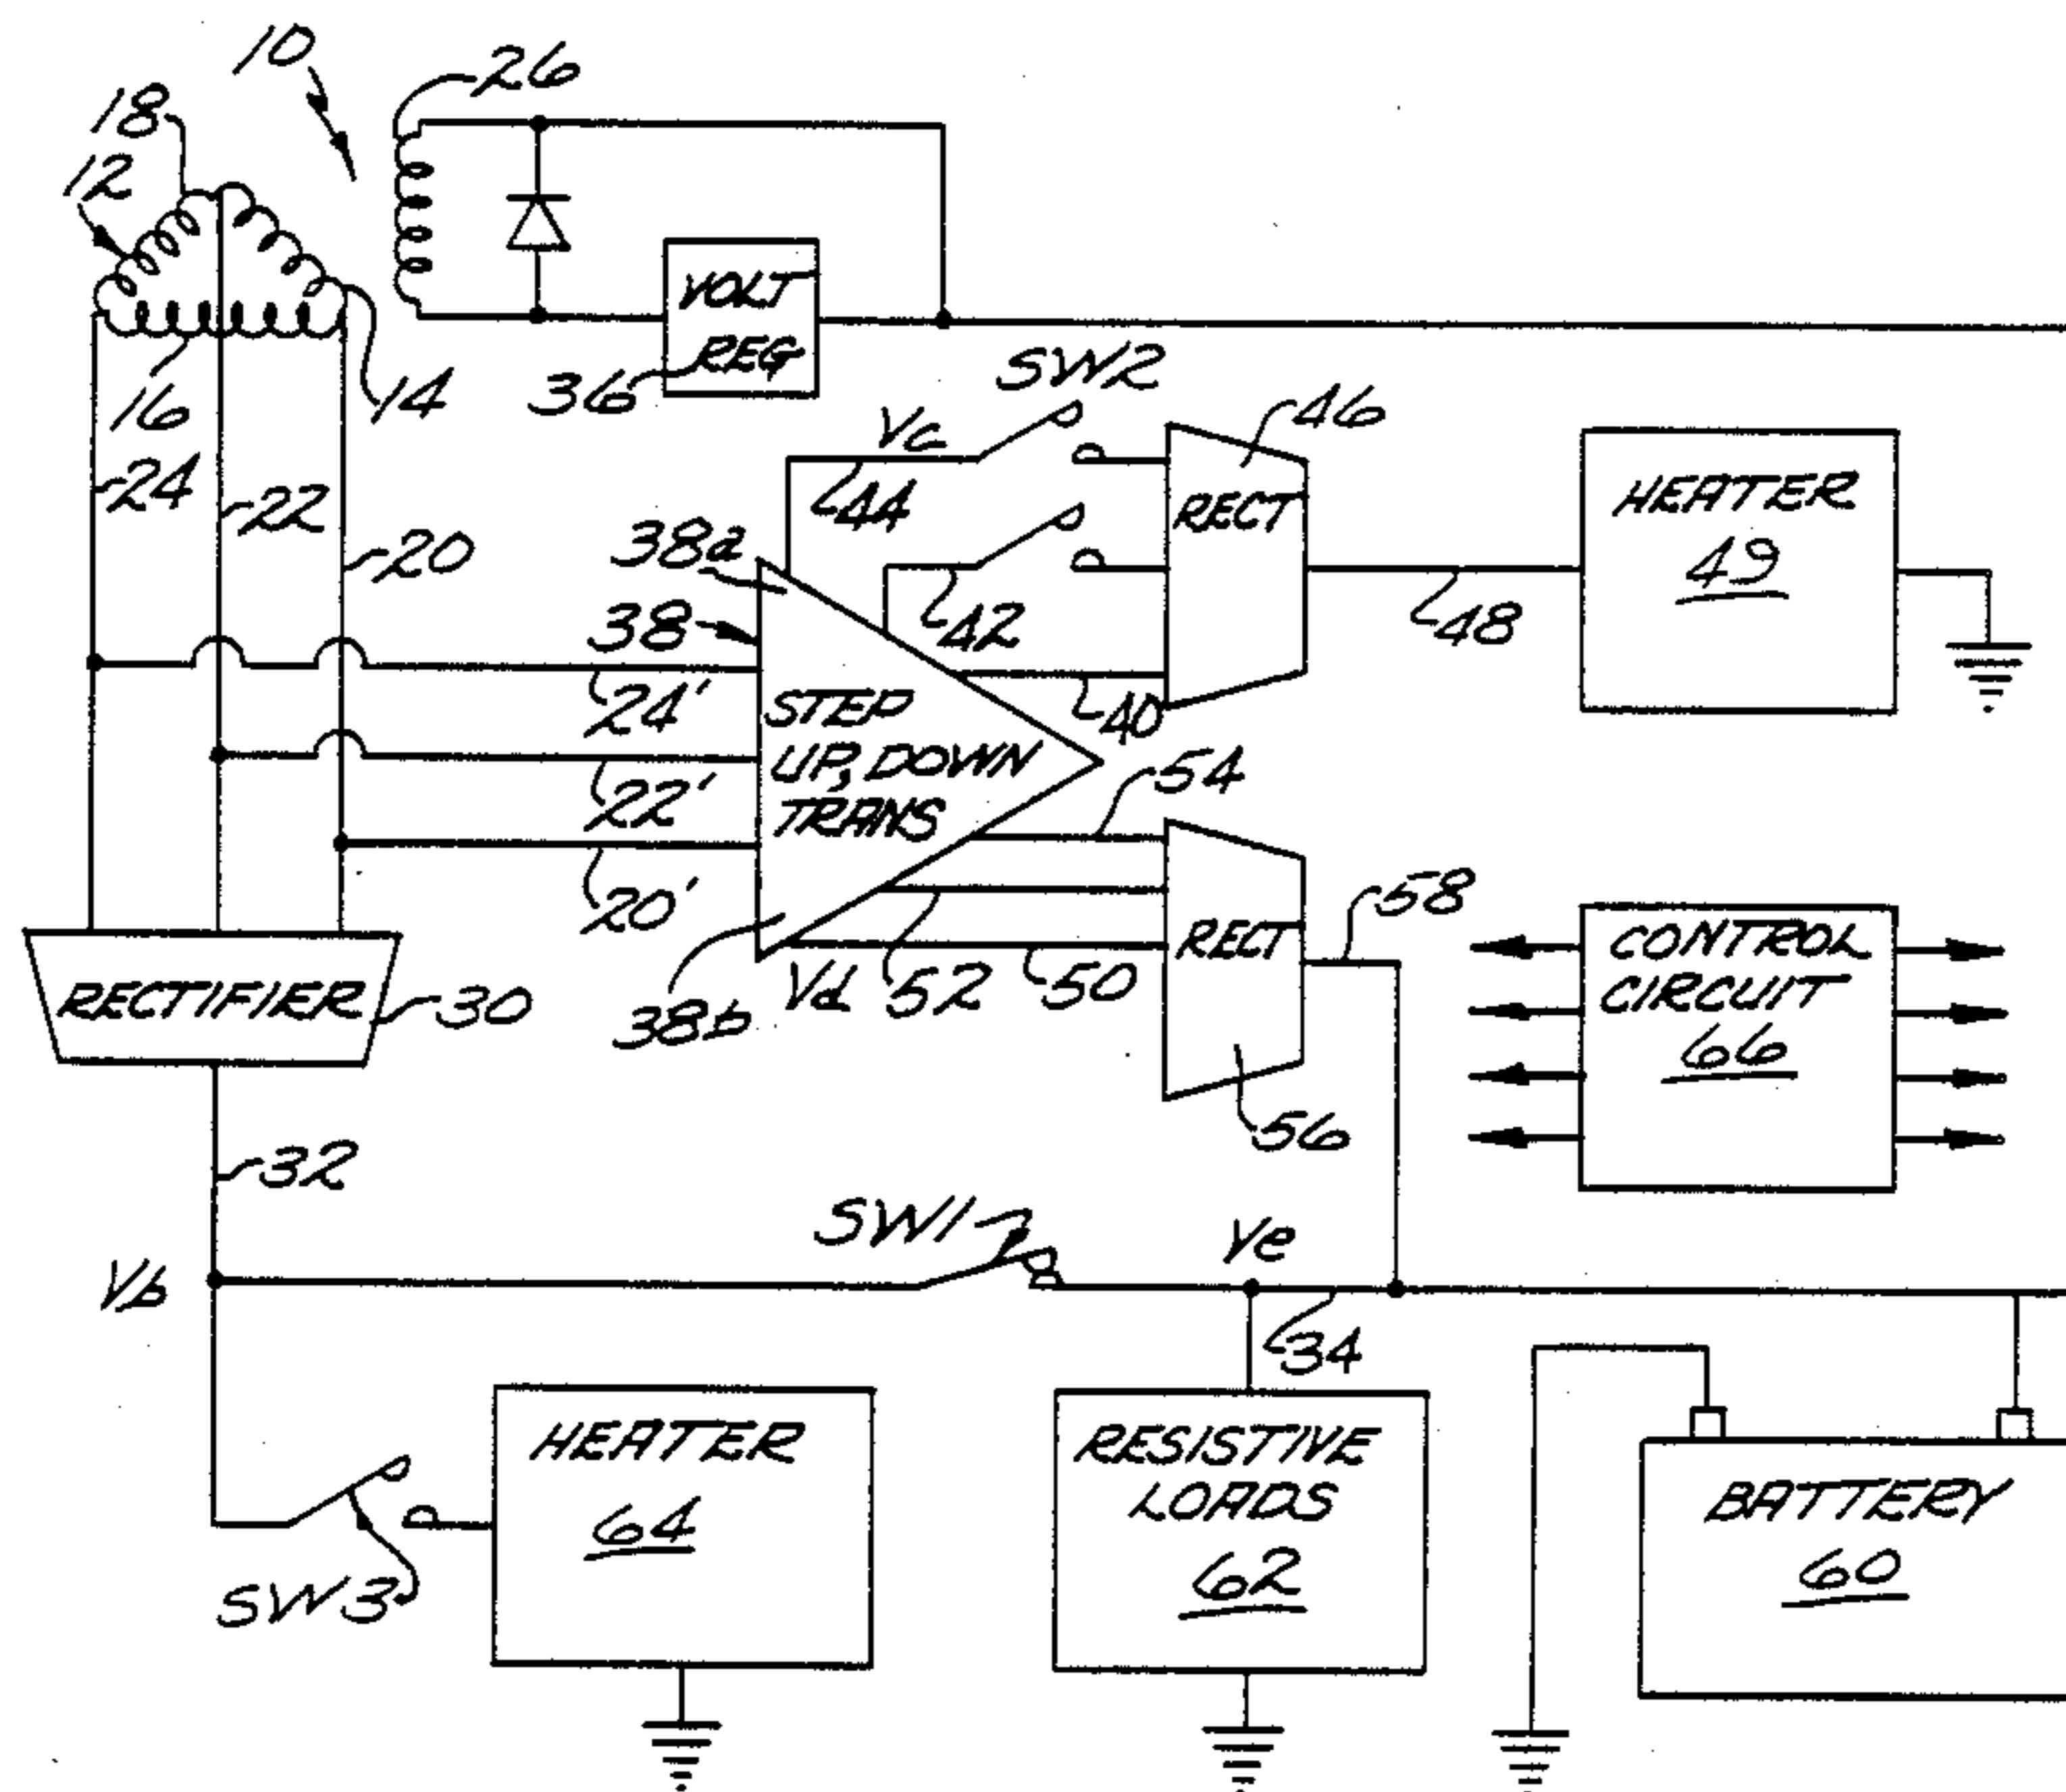 10
26
18
12
VOLT
REG
36
16
14
24
22
20
SW2
Vc
44
46
RECT
42
40
48
HEATER
49
38a
38
24'
22'
20'
STEP
UP, DOWN
TRANS
54
38b
Vd
52
50
RECT
58
56
CONTROL
CIRCUIT
66
RECTIFIER
30
32
Vb
SW1
Ve
34
HEATER
64
SW3
RESISTIVE
LOADS
62
BATTERY
60